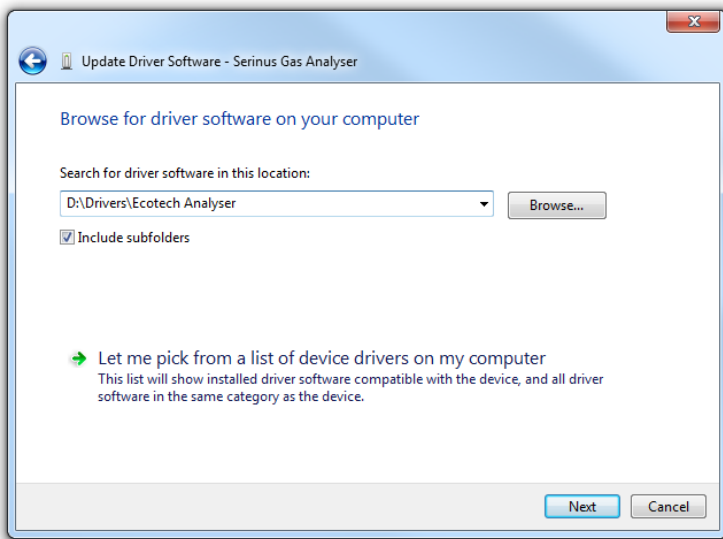 Update Driver Software - Serinus Gas Analyser
Browse for driver software on your computer
Search for driver software in this location:
D:\Drivers\Ecotech Analyser
Browse...
Include subfolders
Let me pick from a list of device drivers on my computer
This list will show installed driver software compatible with the device, and all driver
software in the same category as the device.
Next
Cancel